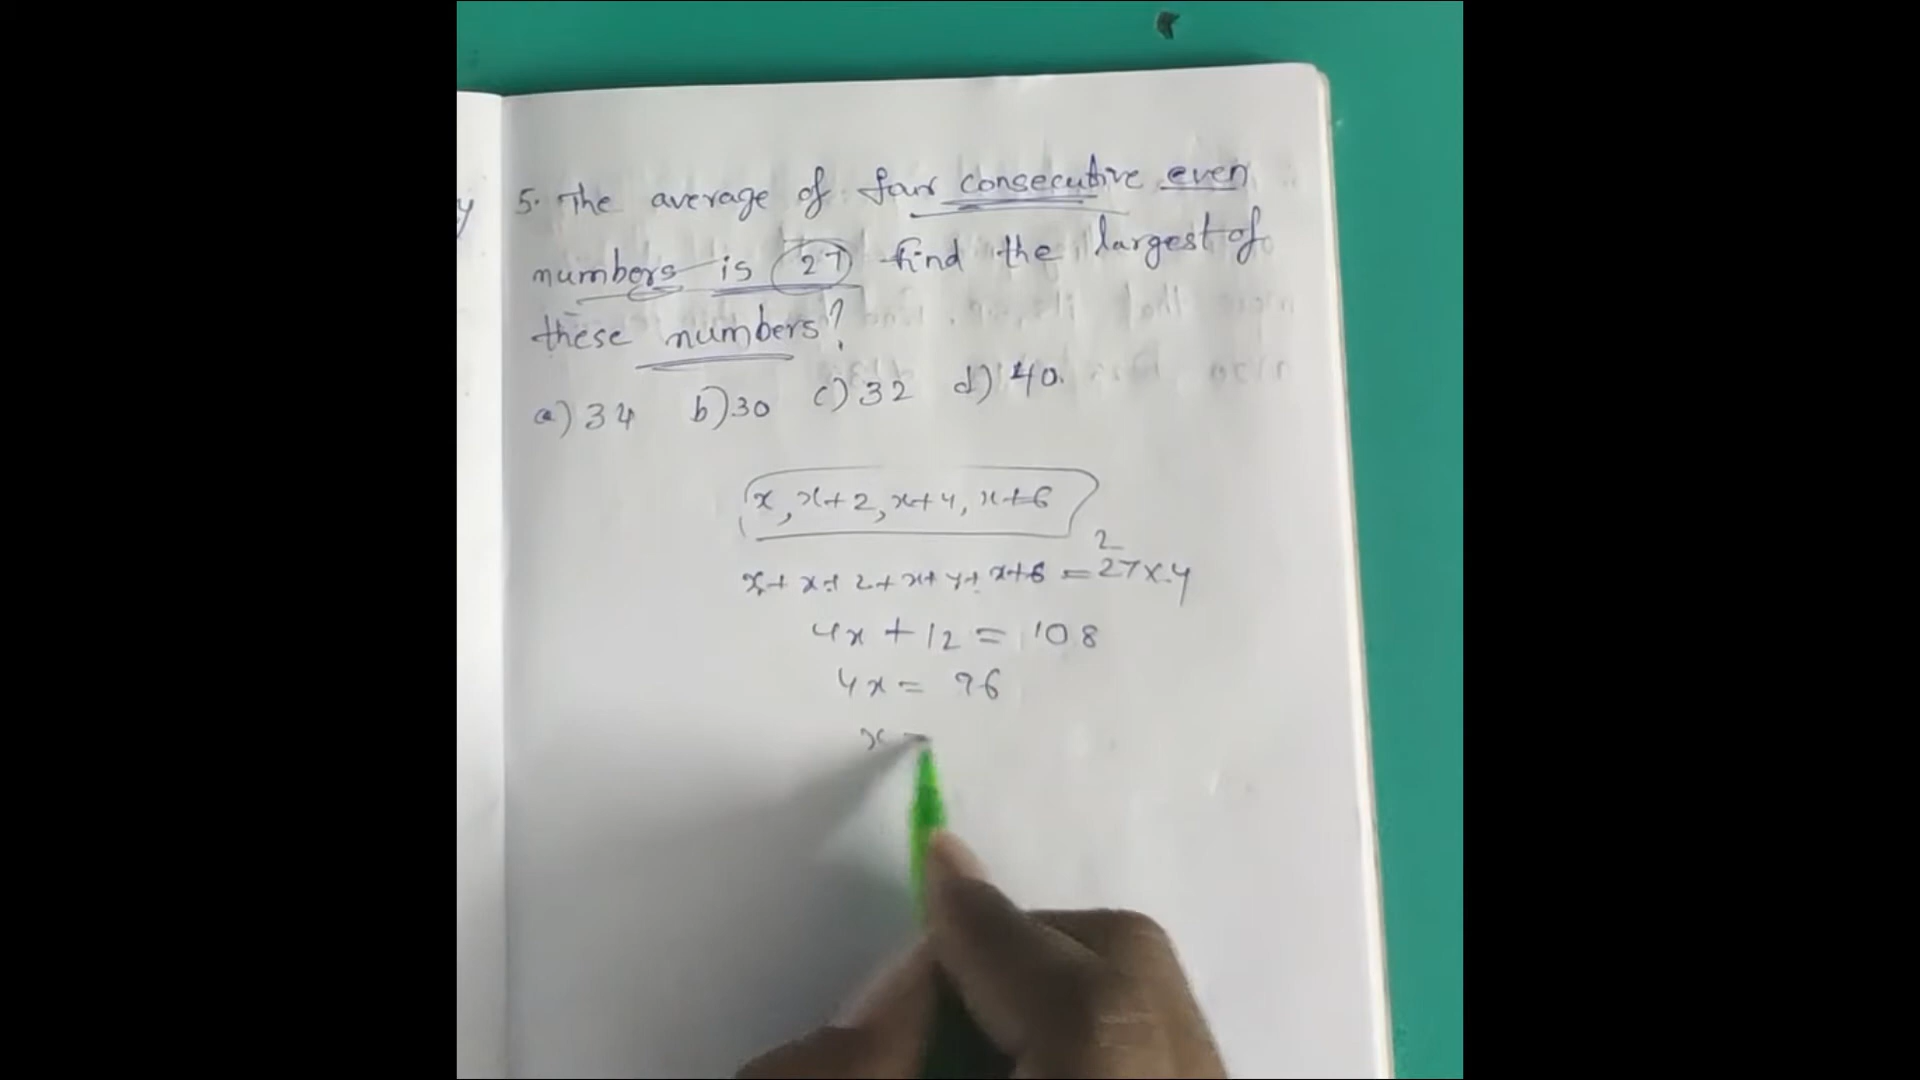 y
5. The average of four consecutive even
numbers is 27 find the largest of
these numbers?
a) 34 b) 30 c) 32 d) 40.
x, x+2, x+4, x+6
2
x+x+2+x+4+x+6 = 27x4
4x + 12 = 108
4x = 96
x =